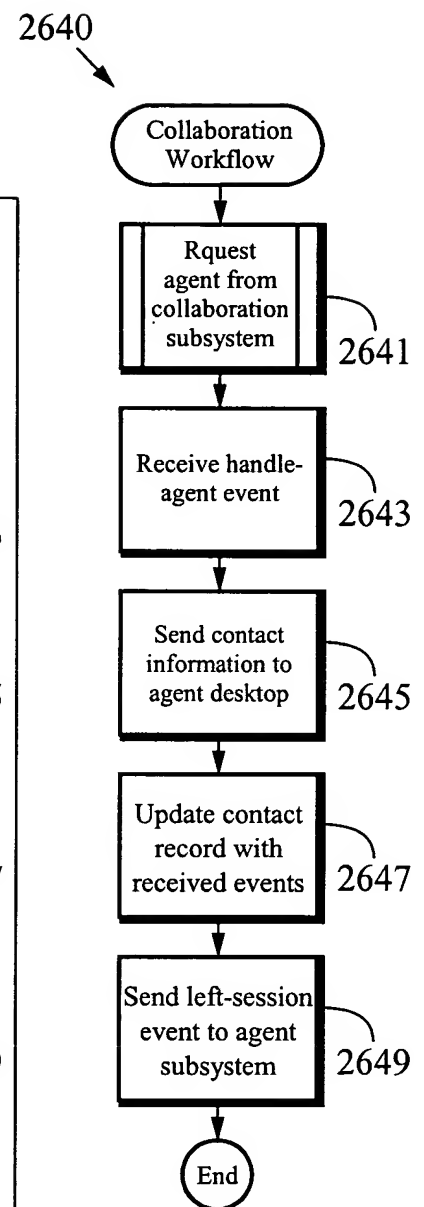 2640
Collaboration
Workflow
Rquest
agent from
collaboration
subsystem
2641
Receive handle-
agent event
2643
Send contact
information to
agent desktop
2645
Update contact
record with
received events
2647
Send left-session
event to agent
subsystem
2649
End